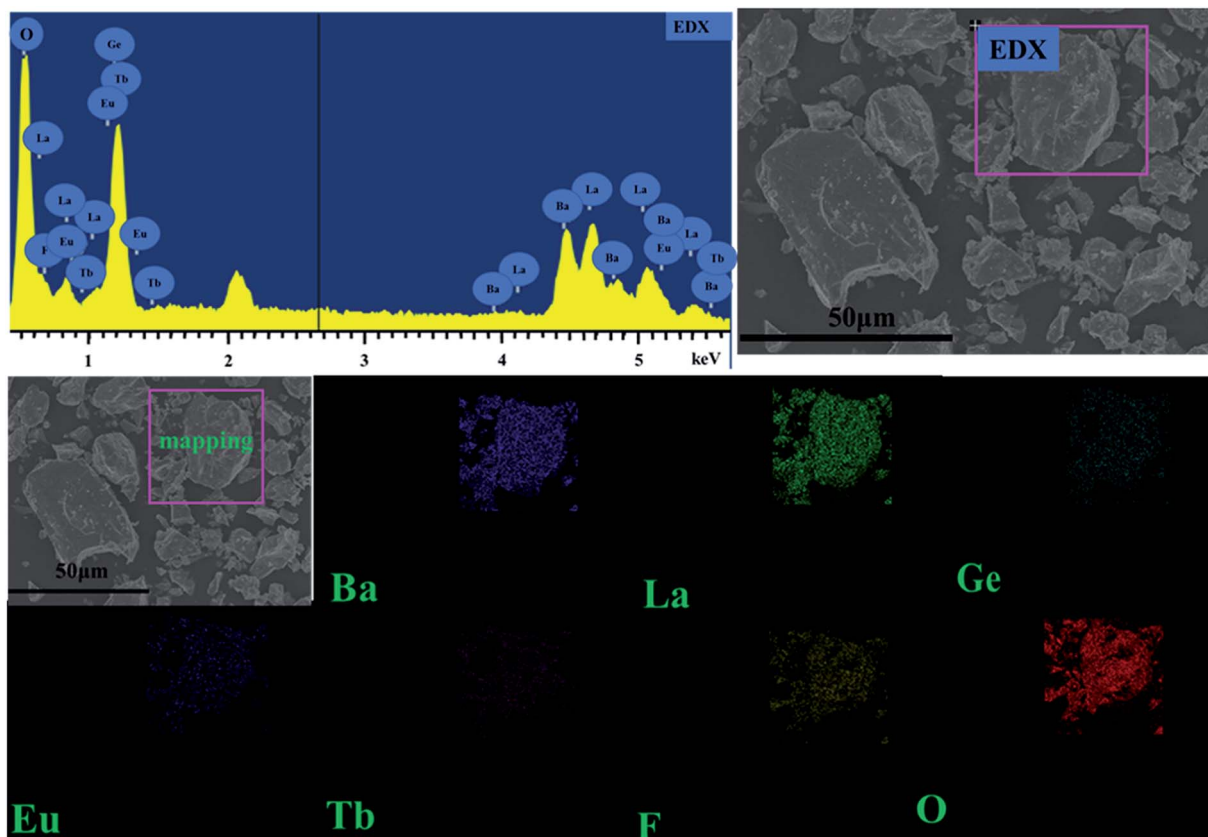 EDX
O
Ge
Tb
Eu
La
La
La
F
Eu
Tb
Eu
Tb
Ba
La
Ba
La
Ba
La
Ba
Eu
La
Tb
Ba
1
2
3
4
5
keV
EDX
50μm
mapping
50μm
Ba
La
Ge
Eu
Tb
F
O